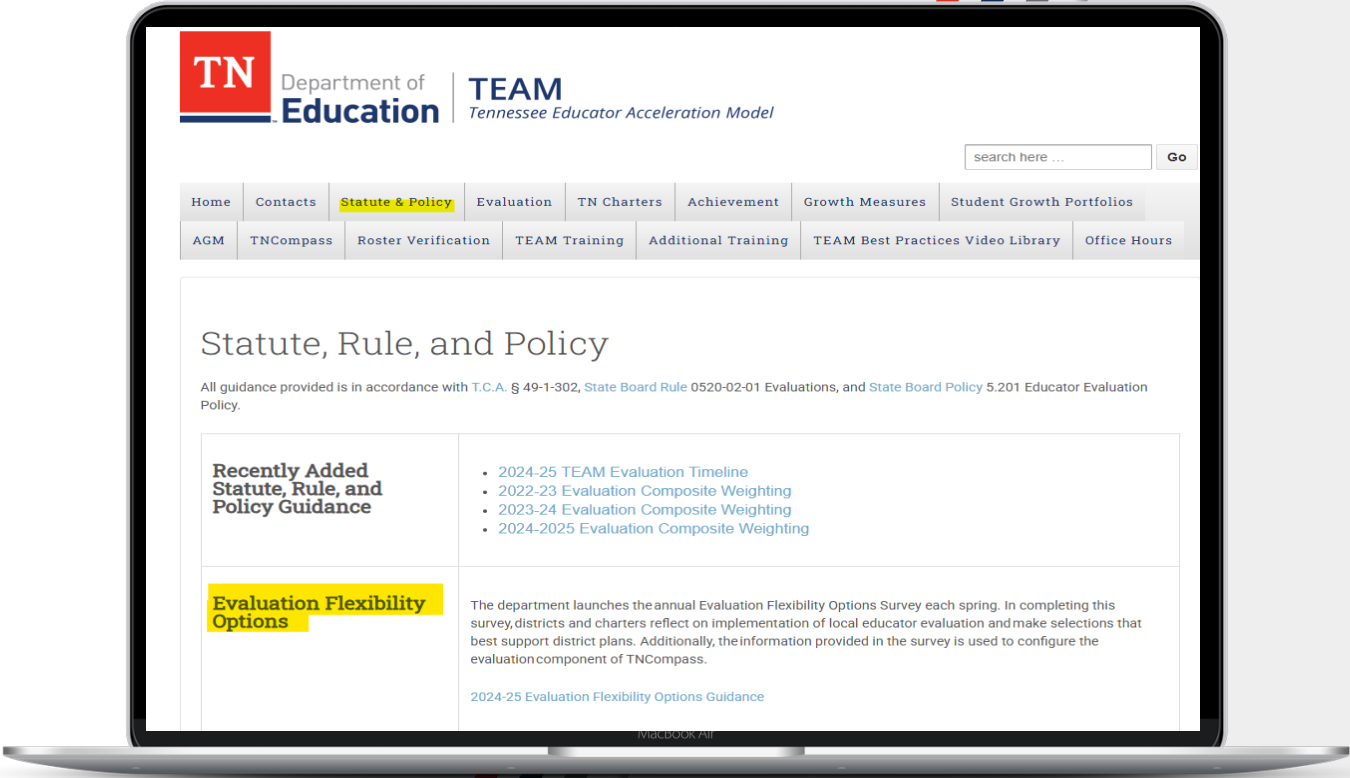 TN
Department of
Education
TEAM
Tennessee Educator Acceleration Model
search here ...
Go
Home Contacts Statute & Policy Evaluation TN Charters Achievement Growth Measures Student Growth Portfolios
AGM TNCompass Roster Verification TEAM Training Additional Training TEAM Best Practices Video Library Office Hours
Statute, Rule, and Policy
All guidance provided is in accordance with T.C.A. § 49-1-302, State Board Rule 0520-02-01 Evaluations, and State Board Policy 5.201 Educator Evaluation
Policy.
Recently Added
Statute, Rule, and
Policy Guidance
• 2024-25 TEAM Evaluation Timeline
• 2022-23 Evaluation Composite Weighting
• 2023-24 Evaluation Composite Weighting
• 2024-2025 Evaluation Composite Weighting
Evaluation Flexibility
Options
The department launches the annual Evaluation Flexibility Options Survey each spring. In completing this
survey, districts and charters reflect on implementation of local educator evaluation and make selections that
best support district plans. Additionally, the information provided in the survey is used to configure the
evaluation component of TNCompass.
2024-25 Evaluation Flexibility Options Guidance
MacBook Air